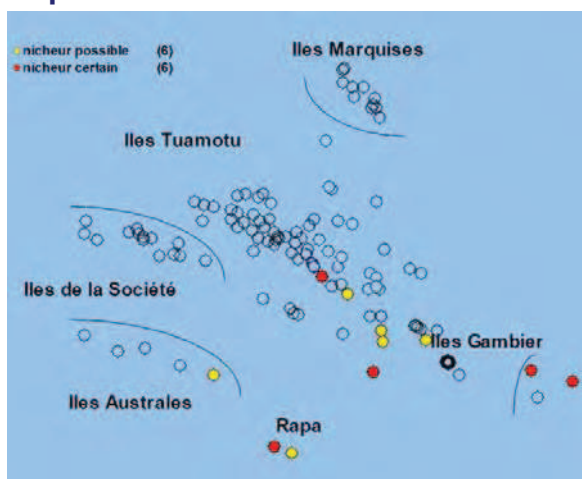 nicheur possible (6)
nicheur certain (6)
Iles Marquises
Iles Tuamotu
Iles de la Société
Iles Gambier
Iles Australes
Rapa